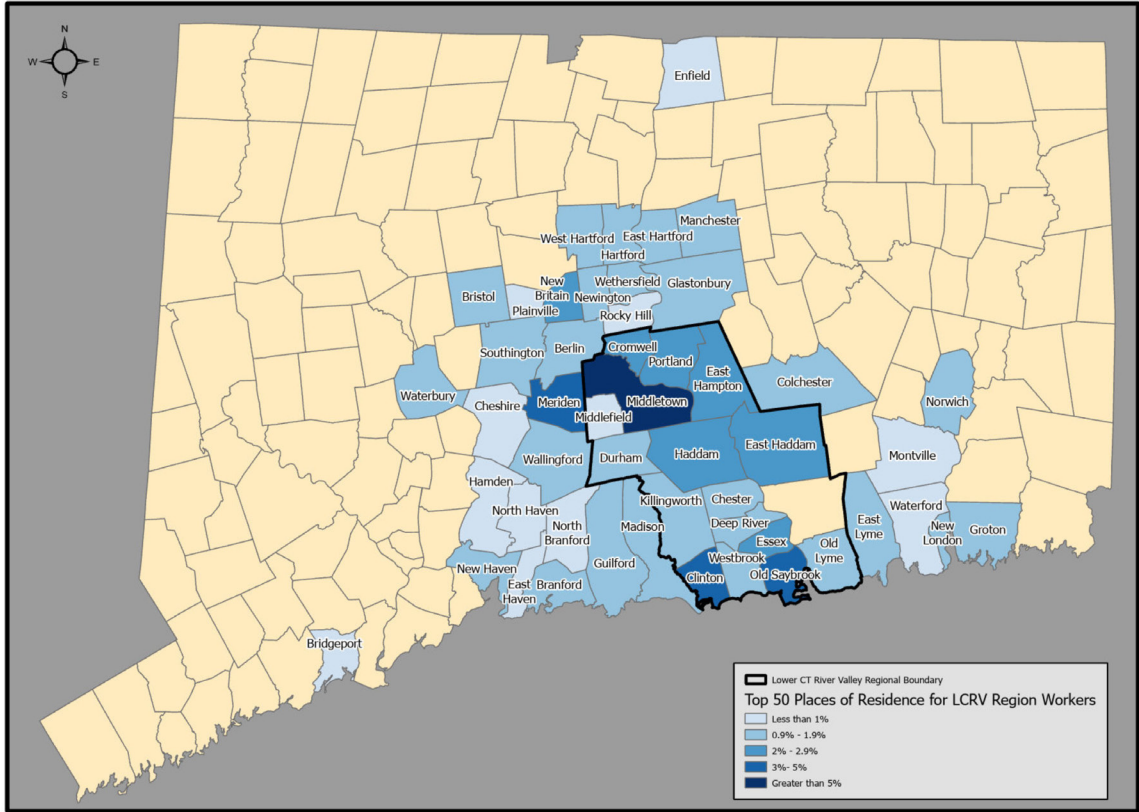 N
W E
S
Enfield
Manchester
West Hartford
East Hartford
Hartford
Wethersfield
Glastonbury
New
Britain
Newington
Bristol
Plainville
Rocky Hill
Southington
Berlin
Cromwell
Portland
East
Hampton
Colchester
Waterbury
Meriden
Middletown
Norwich
Cheshire
Middlefield
East Haddam
Wallingford
Durham
Haddam
Montville
Hamden
Killingworth
Chester
Waterford
North Haven
North
Branford
Madison
Deep River
East
Lyme
New
London
Groton
Essex
Old
Lyme
New Haven
Guilford
Westbrook
East
Haven
Branford
Clinton
Old Saybrook
Bridgeport
Lower CT River Valley Regional Boundary
Top 50 Places of Residence for LCRV Region Workers
Less than 1%
0.9% - 1.9%
2% - 2.9%
3%- 5%
Greater than 5%